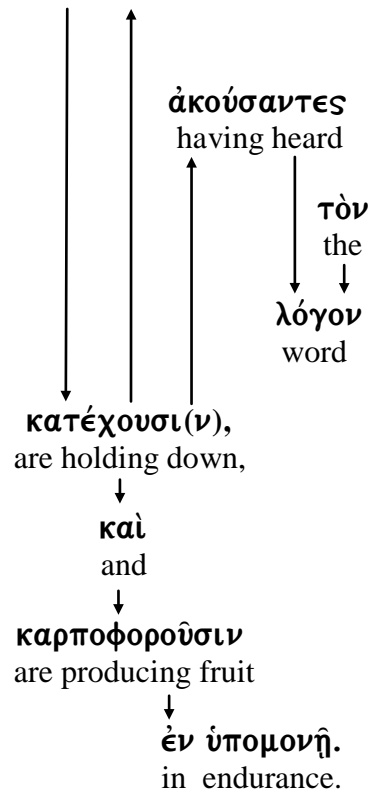 ἀκούσαντες
having heard
τὸν
the
λόγον
word
κατέχουσι(ν),
are holding down,
καὶ
and
καρποφοροῦσιν
are producing fruit
ἐν ὑπομονῇ.
in endurance.